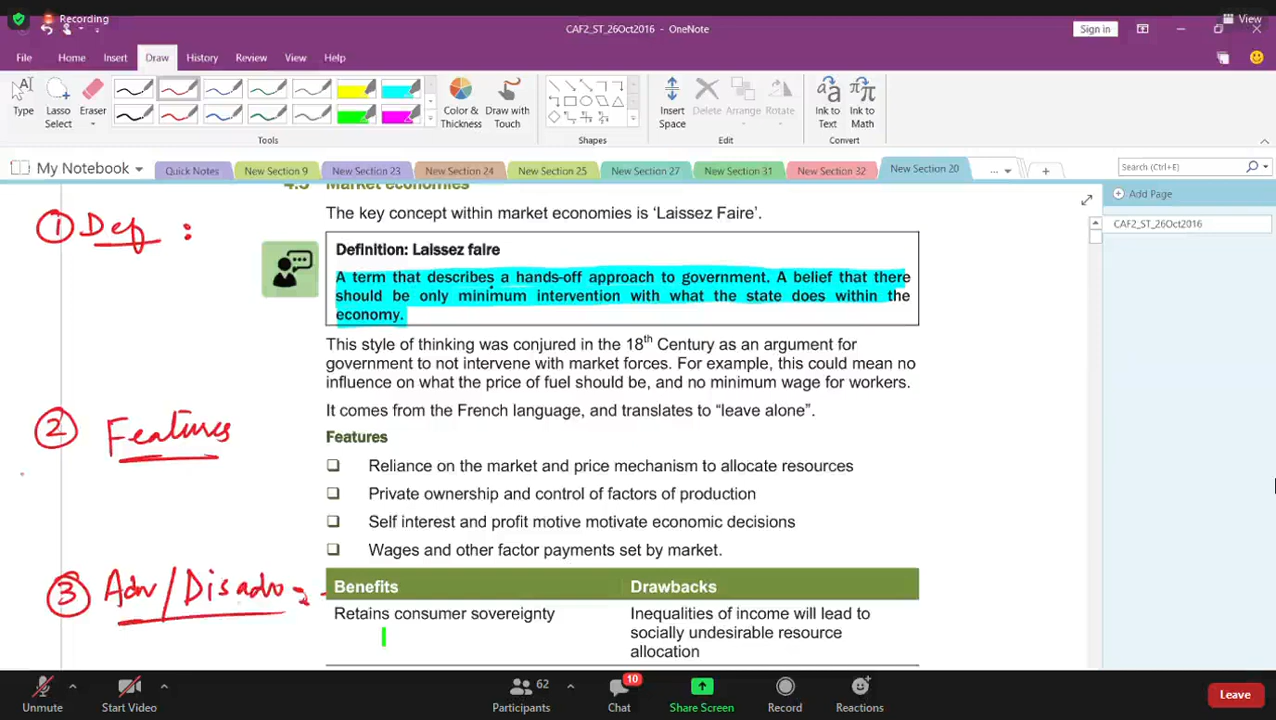 Recording
View
CAF2_ST_26Oct2016 - OneNote
Sign in
File Home Insert Draw History Review View Help
Type
Lasso Select
Eraser
Color & Thickness
Draw with Touch
Insert Space
Delete
Arrange
Rotate
Ink to Text
Ink to Math
Tools
Shapes
Edit
Convert
My Notebook
Quick Notes
New Section 9
New Section 23
New Section 24
New Section 25
New Section 27
New Section 31
New Section 32
New Section 20
...
Search (Ctrl+E)
Add Page
CAF2_ST_26Oct2016
Market economies
① Def :
The key concept within market economies is ‘Laissez Faire’.
Definition: Laissez faire
A term that describes a hands-off approach to government. A belief that there
should be only minimum intervention with what the state does within the
economy.
This style of thinking was conjured in the 18th Century as an argument for
government to not intervene with market forces. For example, this could mean no
influence on what the price of fuel should be, and no minimum wage for workers.
It comes from the French language, and translates to “leave alone”.
② Features
Features
Reliance on the market and price mechanism to allocate resources
Private ownership and control of factors of production
Self interest and profit motive motivate economic decisions
Wages and other factor payments set by market.
③ Adv/Disadv
Benefits
Drawbacks
Retains consumer sovereignty
Inequalities of income will lead to
socially undesirable resource
allocation
Unmute
Start Video
62
Participants
10
Chat
Share Screen
Record
Reactions
Leave